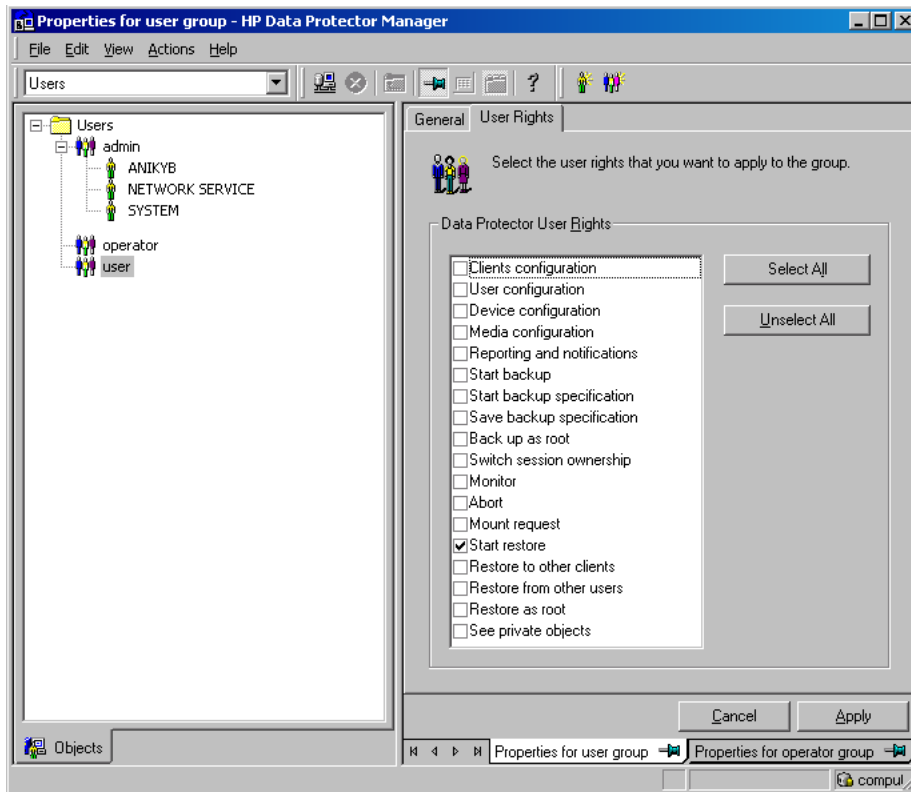 Properties for user group - HP Data Protector Manager
File Edit View Actions Help
Users
Users
admin
ANIKYB
NETWORK SERVICE
SYSTEM
operator
user
Objects
General User Rights
Select the user rights that you want to apply to the group.
Data Protector User Rights
Clients configuration
User configuration
Device configuration
Media configuration
Reporting and notifications
Start backup
Start backup specification
Save backup specification
Back up as root
Switch session ownership
Monitor
Abort
Mount request
Start restore
Restore to other clients
Restore from other users
Restore as root
See private objects
Select All
Unselect All
Cancel Apply
Properties for user group Properties for operator group
compul